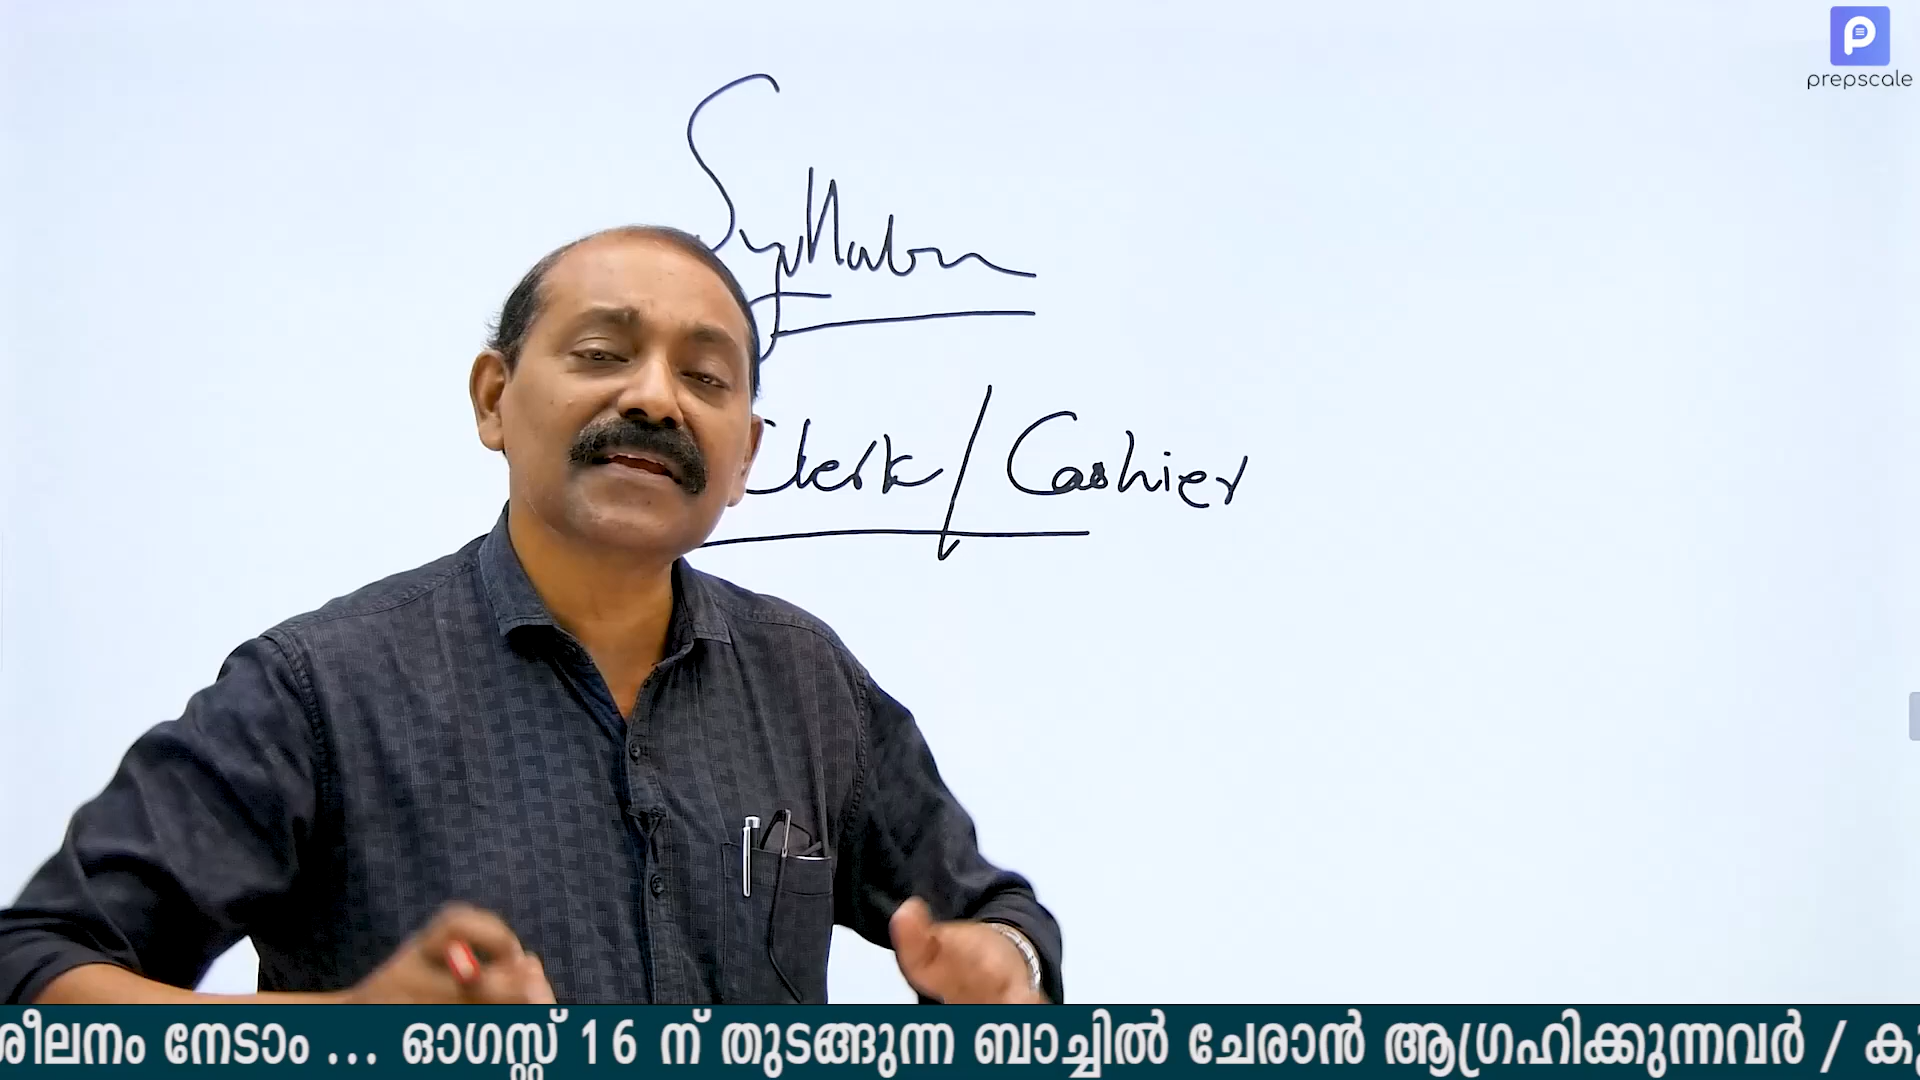 prepscale
Syllabus
Clerk / Cashier
ശീലനം നേടാം ... ഓഗസ്റ്റ് 16 ന് തുടങ്ങുന്ന ബാച്ചിൽ ചേരാൻ ആഗ്രഹിക്കുന്നവർ /